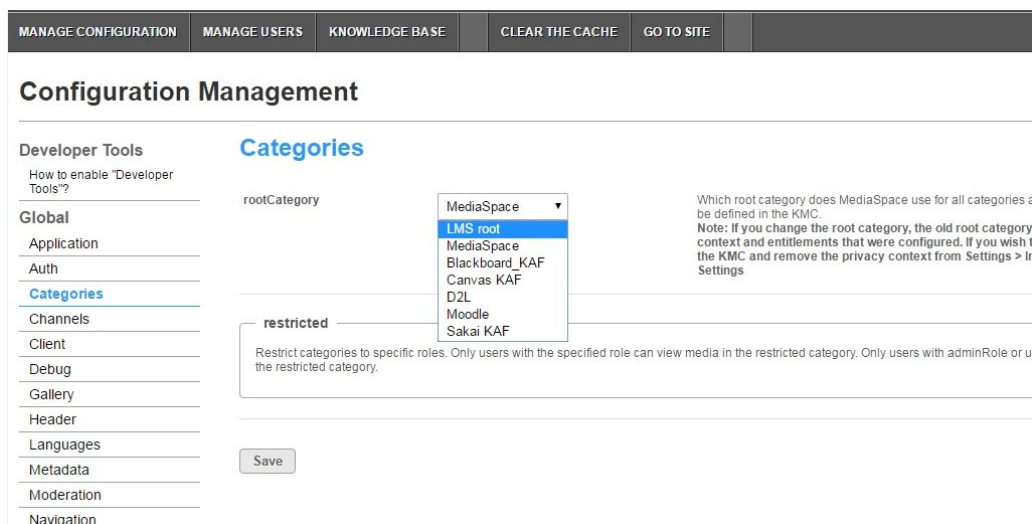 MANAGE CONFIGURATION MANAGE USERS KNOWLEDGE BASE CLEAR THE CACHE GO TO SITE
Configuration Management
Developer Tools
How to enable "Developer
Tools"?
Global
Application
Auth
Categories
Channels
Client
Debug
Gallery
Header
Languages
Metadata
Moderation
Navigation
Categories
rootCategory
MediaSpace
LMS root
MediaSpace
Blackboard_KAF
Canvas KAF
D2L
Moodle
Sakai KAF
Which root category does MediaSpace use for all categories a
be defined in the KMC.
Note: If you change the root category, the old root category
context and entitlements that were configured. If you wish t
the KMC and remove the privacy context from Settings > I
Settings
restricted
Restrict categories to specific roles. Only users with the specified role can view media in the restricted category. Only users with adminRole or u
the restricted category.
Save